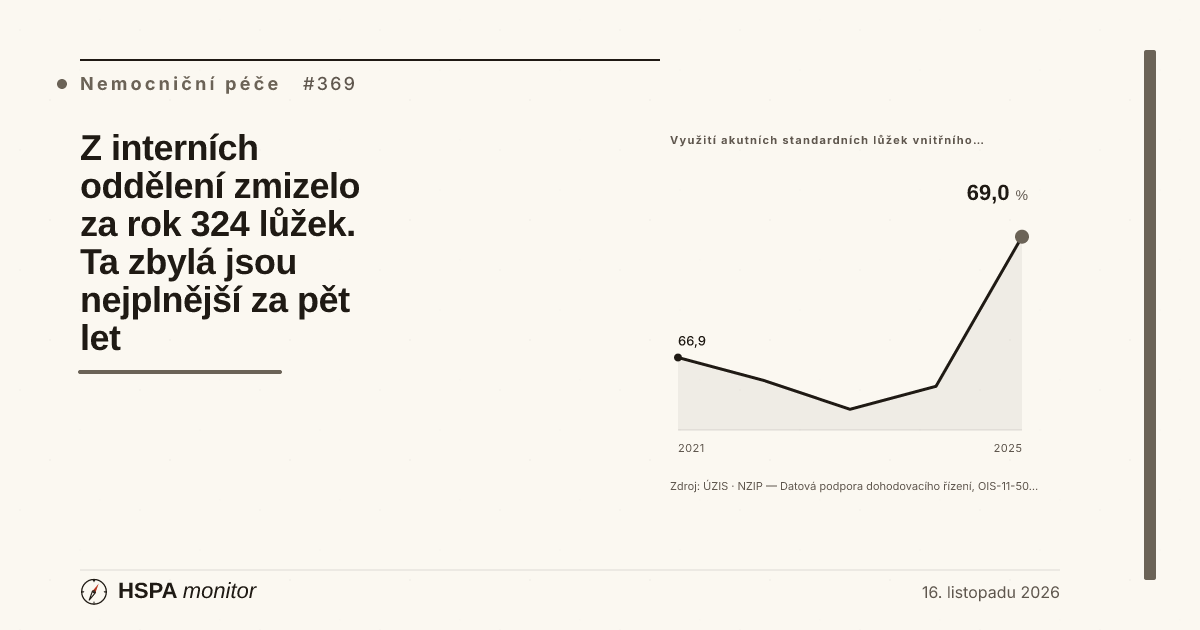 Nemocniční péče #369
Z interních
oddělení zmizelo
za rok 324 lůžek.
Ta zbylá jsou
nejplnější za pět
let
Využití akutních standardních lůžek vnitřního…
69,0 %
66,9
2021 2025
Zdroj: ÚZIS · NZIP — Datová podpora dohodovacího řízení, OIS-11-50…
HSPA monitor
16. listopadu 2026